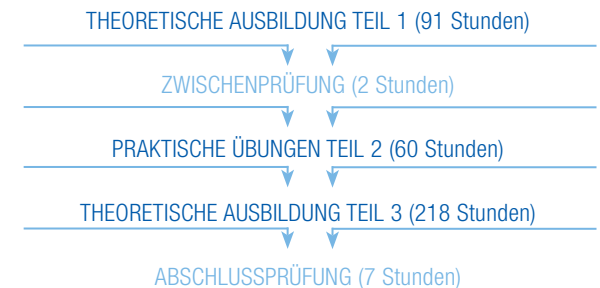 THEORETISCHE AUSBILDUNG TEIL 1 (91 Stunden)
ZWISCHENPRÜFUNG (2 Stunden)
PRAKTISCHE ÜBUNGEN TEIL 2 (60 Stunden)
THEORETISCHE AUSBILDUNG TEIL 3 (218 Stunden)
ABSCHLUSSPRÜFUNG (7 Stunden)